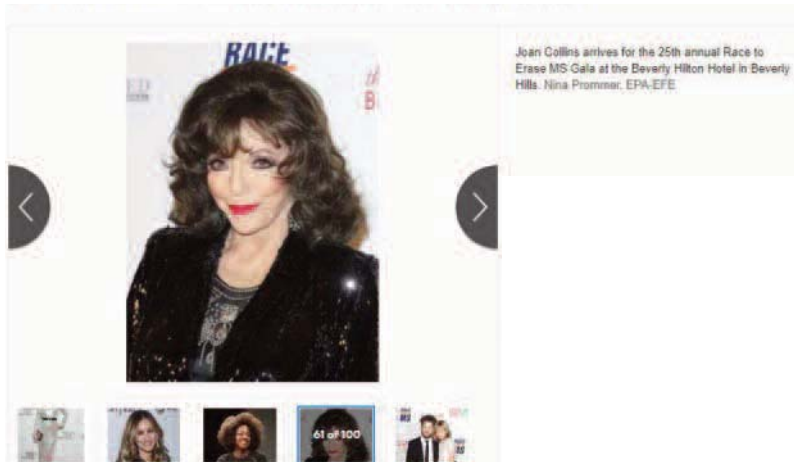 RACE
Joan Collins arrives for the 25th annual Race to
Erase MS Gala at the Beverly Hilton Hotel in Beverly
Hills. Nina Prommer, EPA-EFE
61 of 100